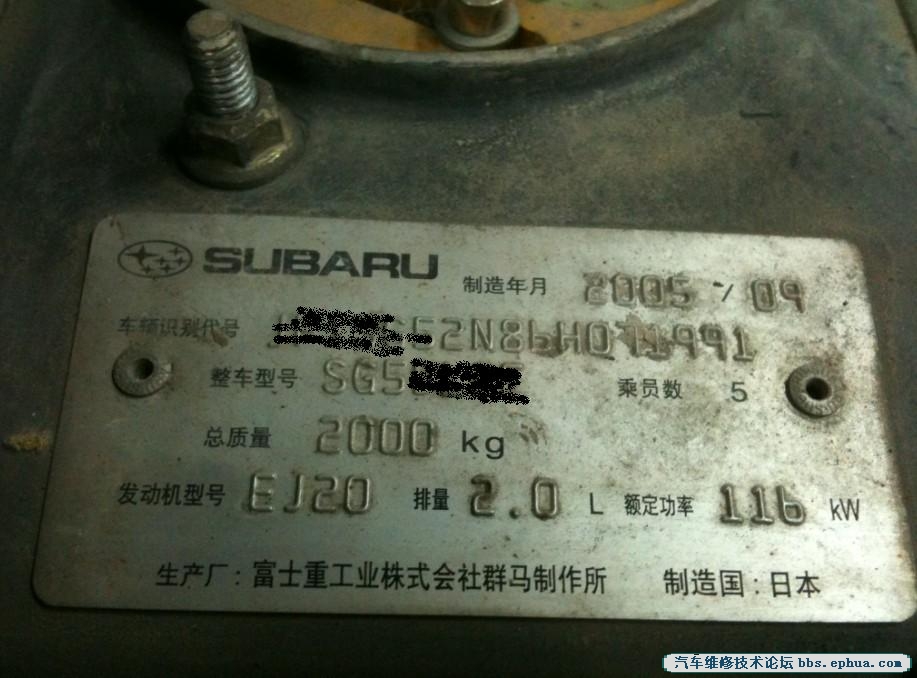 SUBARU 制造年月 2005 / 09
车辆识别代号 S2N86H071991
整车型号 SG5 乘员数 5
总质量 2000 kg
发动机型号 EJ20 排量 2.0 L 额定功率 116 kW
生产厂:富士重工业株式会社群马制作所 制造国:日本
汽车维修技术论坛 bbs.ephua.com